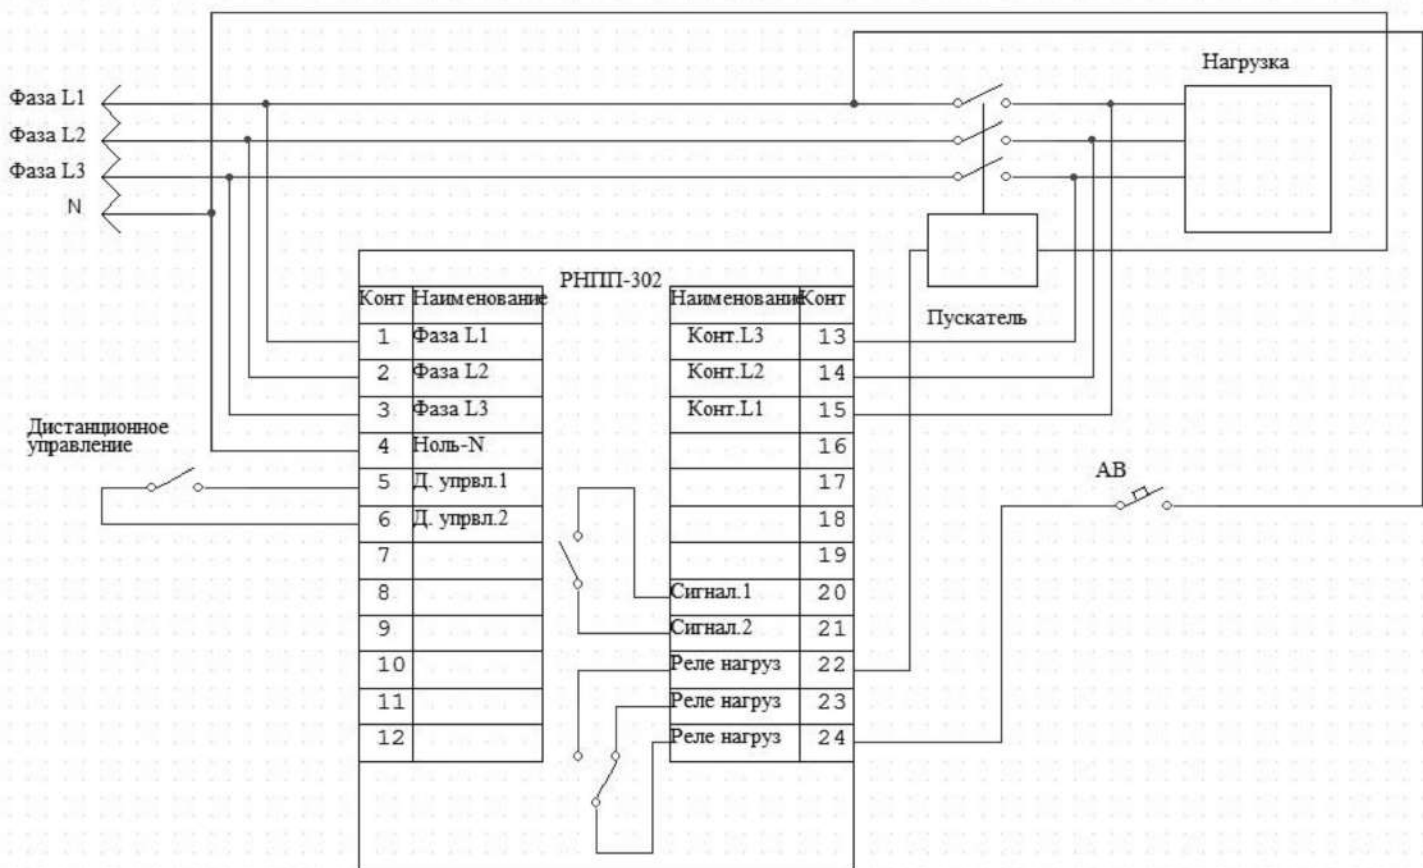 Нагрузка
Фаза L1
Фаза L2
Фаза L3
N
РНПП-302
Пускатель
Конт Наименование Наименование Конт
1 Фаза L1 Конт.L3 13
2 Фаза L2 Конт.L2 14
3 Фаза L3 Конт.L1 15
Дистанционное
управление
4 Ноль-N 16
5 Д. упрвл.1 17
АВ
6 Д. упрвл.2 18
7 19
8 Сигнал.1 20
9 Сигнал.2 21
10 Реле нагруз 22
11 Реле нагруз 23
12 Реле нагруз 24